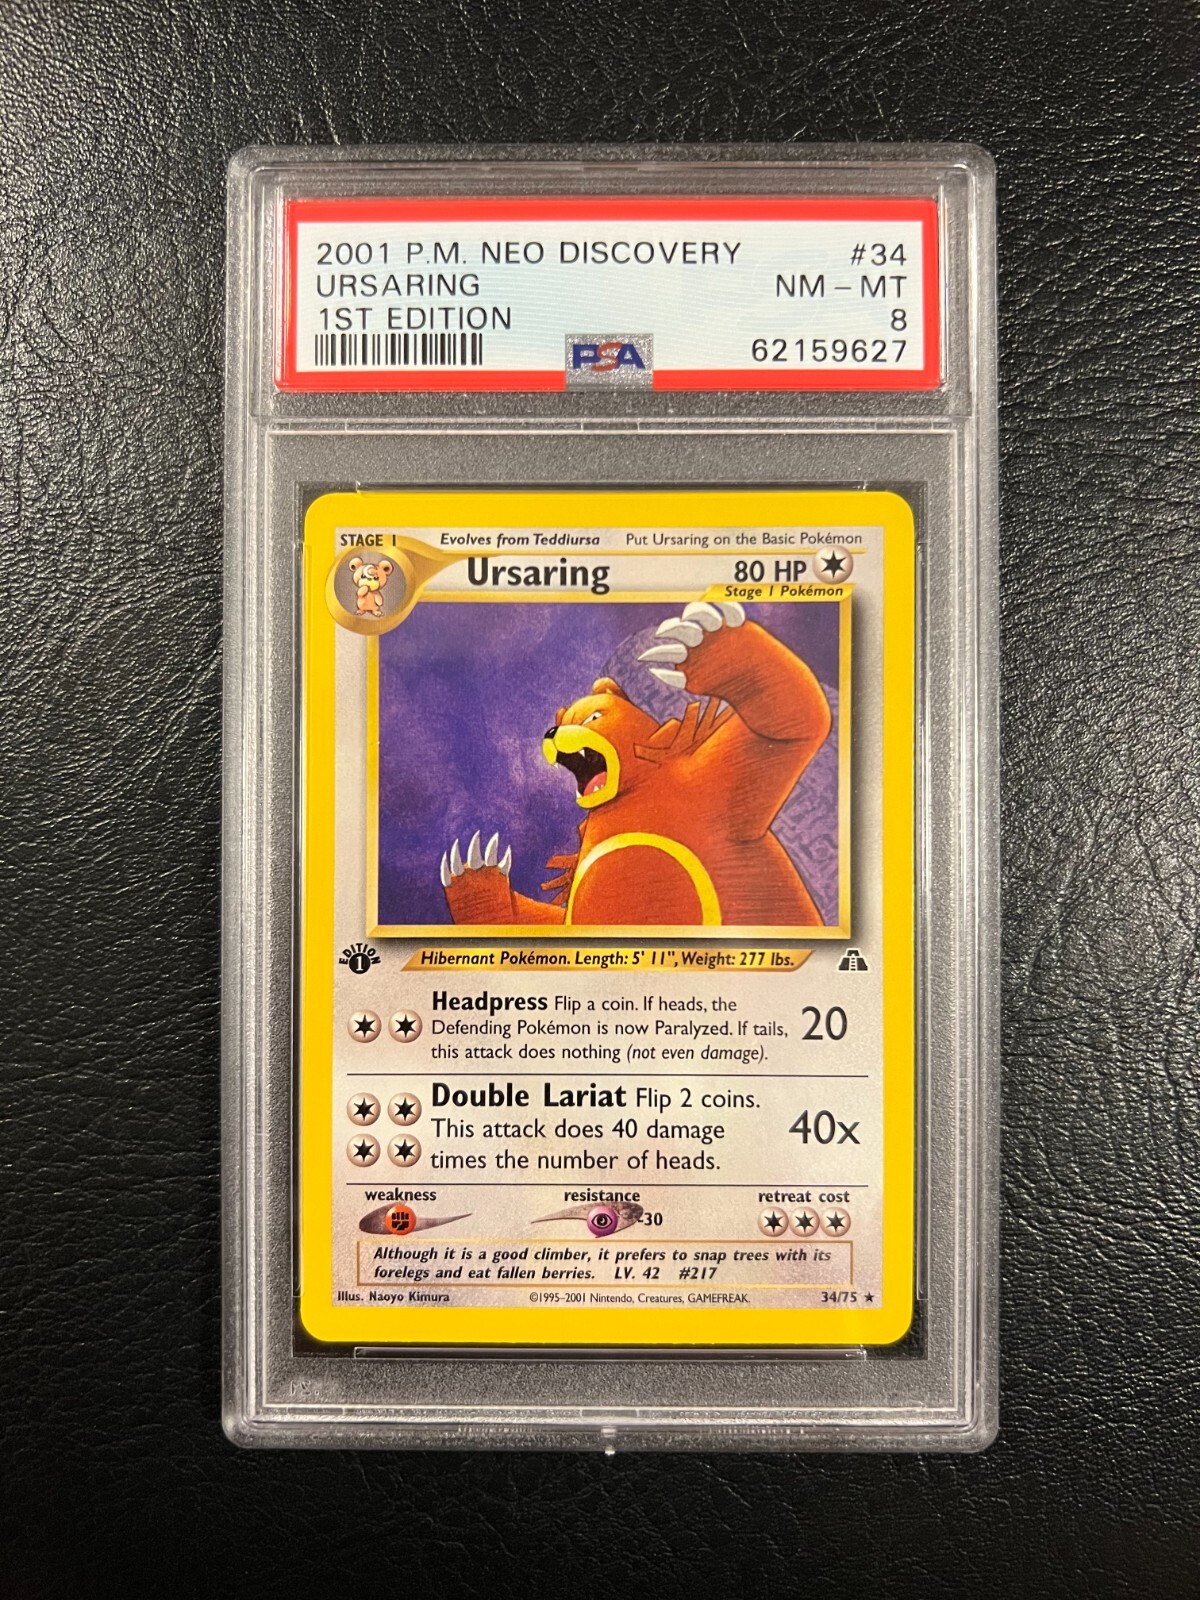 2001 P.M. NEO DISCOVERY #34
URSARING NM - MT
1ST EDITION 8
PSA 62159627
STAGE 1 Evolves from Teddiursa Put Ursaring on the Basic Pokémon
Ursaring 80 HP
Stage 1 Pokémon
EDITION 1
Hibernant Pokémon. Length: 5' 11", Weight: 277 lbs.
Headpress Flip a coin. If heads, the
Defending Pokémon is now Paralyzed. If tails, 20
this attack does nothing (not even damage).
Double Lariat Flip 2 coins.
This attack does 40 damage 40x
times the number of heads.
weakness resistance retreat cost
-30
Although it is a good climber, it prefers to snap trees with its
forelegs and eat fallen berries. LV. 42 #217
Illus. Naoyo Kimura ©1995-2001 Nintendo, Creatures, GAMEFREAK. 34/75 ★